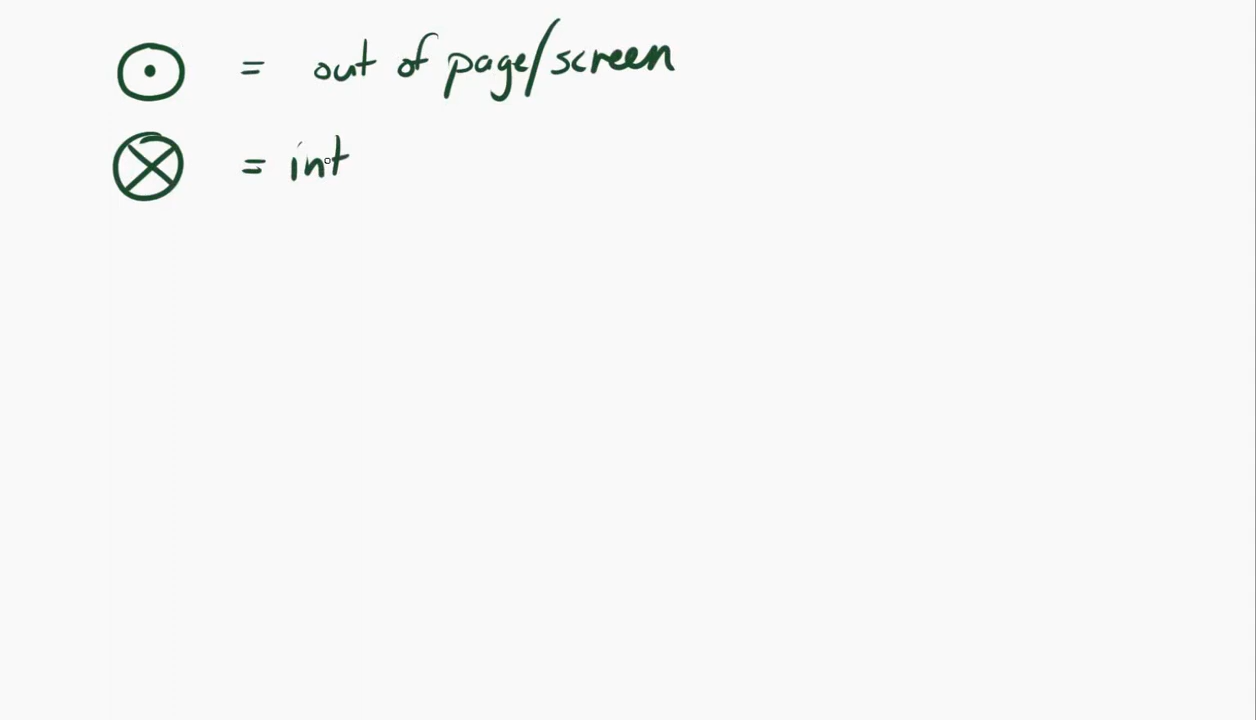 ⊙ = out of page/screen
⊗ = int